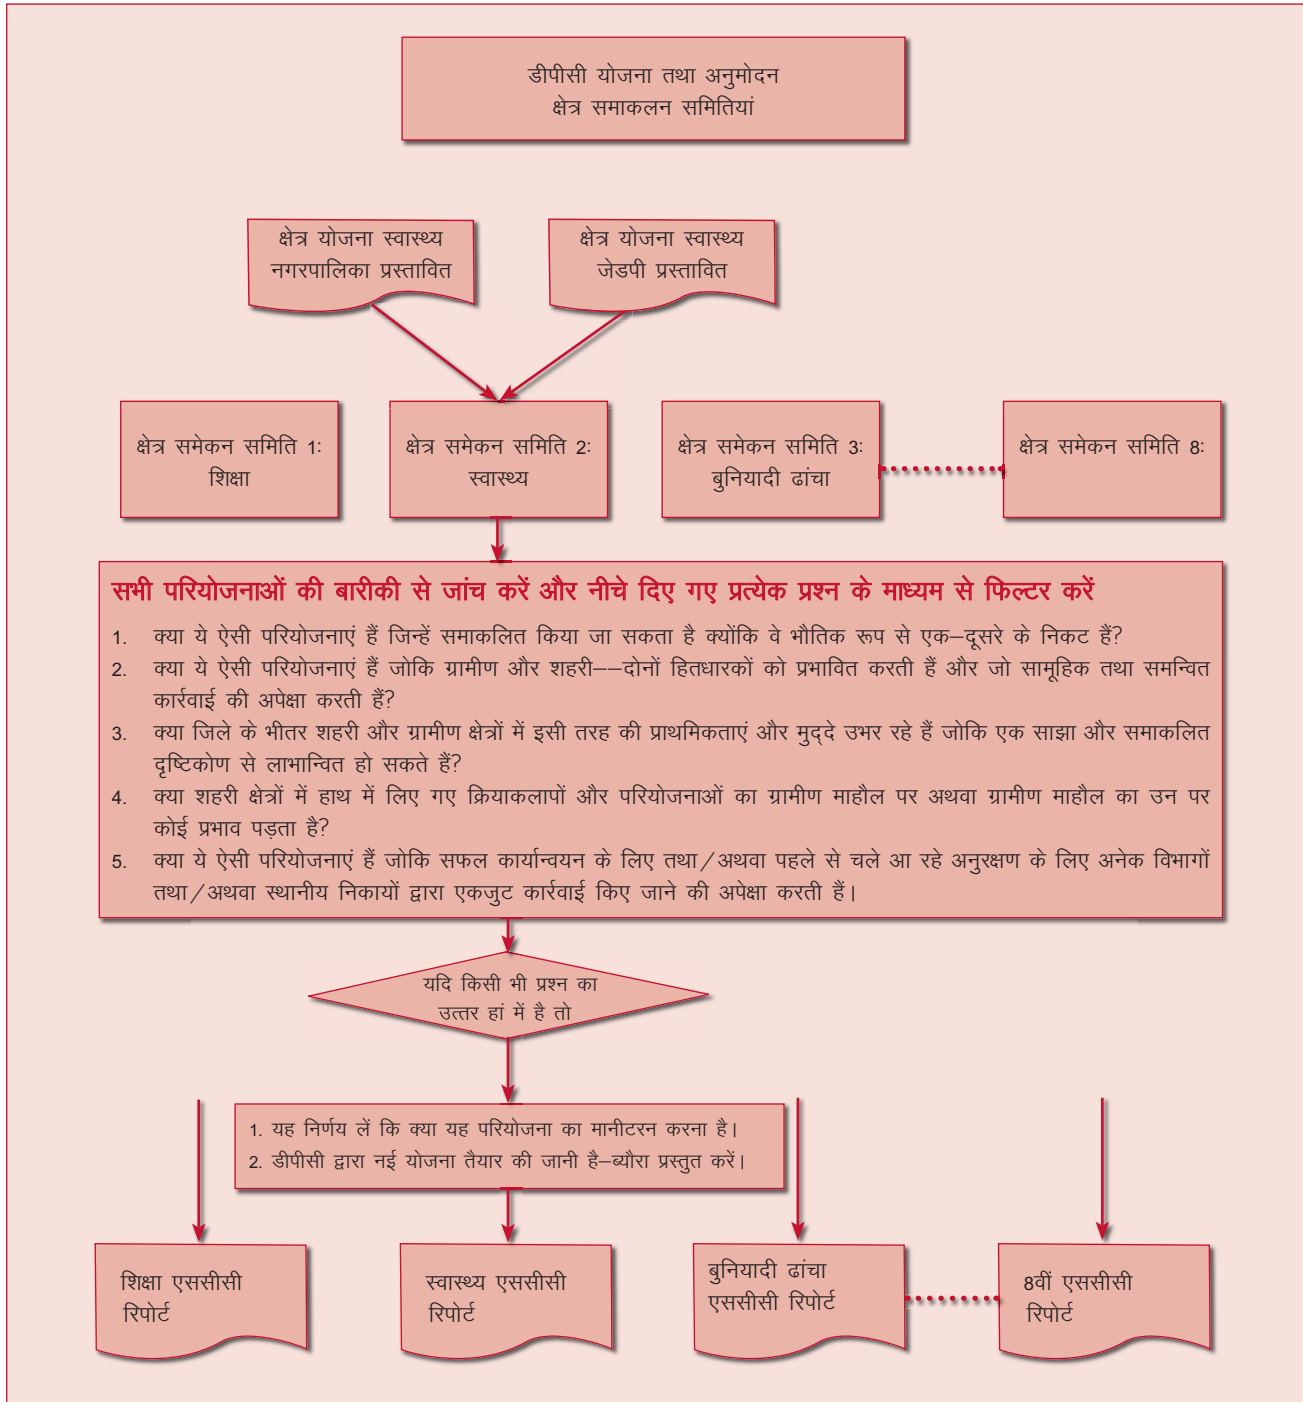 डीपीसी योजना तथा अनुमोदन
क्षेत्र समाकलन समितियां
क्षेत्र योजना स्वास्थ्य
नगरपालिका प्रस्तावित
क्षेत्र योजना स्वास्थ्य
जेडपी प्रस्तावित
क्षेत्र समेकन समिति 1:
शिक्षा
क्षेत्र समेकन समिति 2:
स्वास्थ्य
क्षेत्र समेकन समिति 3:
बुनियादी ढांचा
क्षेत्र समेकन समिति 8:
सभी परियोजनाओं की बारीकी से जांच करें और नीचे दिए गए प्रत्येक प्रश्न के माध्यम से फिल्टर करें
1. क्या ये ऐसी परियोजनाएं हैं जिन्हें समाकलित किया जा सकता है क्योंकि वे भौतिक रूप से एक–दूसरे के निकट हैं?
2. क्या ये ऐसी परियोजनाएं हैं जोकि ग्रामीण और शहरी––दोनों हितधारकों को प्रभावित करती हैं और जो सामूहिक तथा समन्वित
कार्रवाई की अपेक्षा करती हैं?
3. क्या जिले के भीतर शहरी और ग्रामीण क्षेत्रों में इसी तरह की प्राथमिकताएं और मुद्दे उभर रहे हैं जोकि एक साझा और समाकलित
दृष्टिकोण से लाभान्वित हो सकते हैं?
4. क्या शहरी क्षेत्रों में हाथ में लिए गए क्रियाकलापों और परियोजनाओं का ग्रामीण माहौल पर अथवा ग्रामीण माहौल का उन पर
कोई प्रभाव पड़ता है?
5. क्या ये ऐसी परियोजनाएं हैं जोकि सफल कार्यान्वयन के लिए तथा/अथवा पहले से चले आ रहे अनुरक्षण के लिए अनेक विभागों
तथा/अथवा स्थानीय निकायों द्वारा एकजुट कार्रवाई किए जाने की अपेक्षा करती हैं।
यदि किसी भी प्रश्न का
उत्तर हां में है तो
1. यह निर्णय लें कि क्या यह परियोजना का मानीटरन करना है।
2. डीपीसी द्वारा नई योजना तैयार की जानी है–ब्यौरा प्रस्तुत करें।
शिक्षा एससीसी
रिपोर्ट
स्वास्थ्य एससीसी
रिपोर्ट
बुनियादी ढांचा
एससीसी रिपोर्ट
8वीं एससीसी
रिपोर्ट